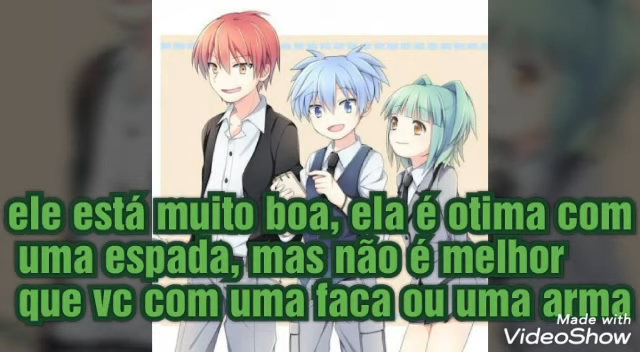 ele está muito boa, ela é otima com
uma espada, mas não é melhor
que vc com uma faca ou uma arma
Made with
VideoShow